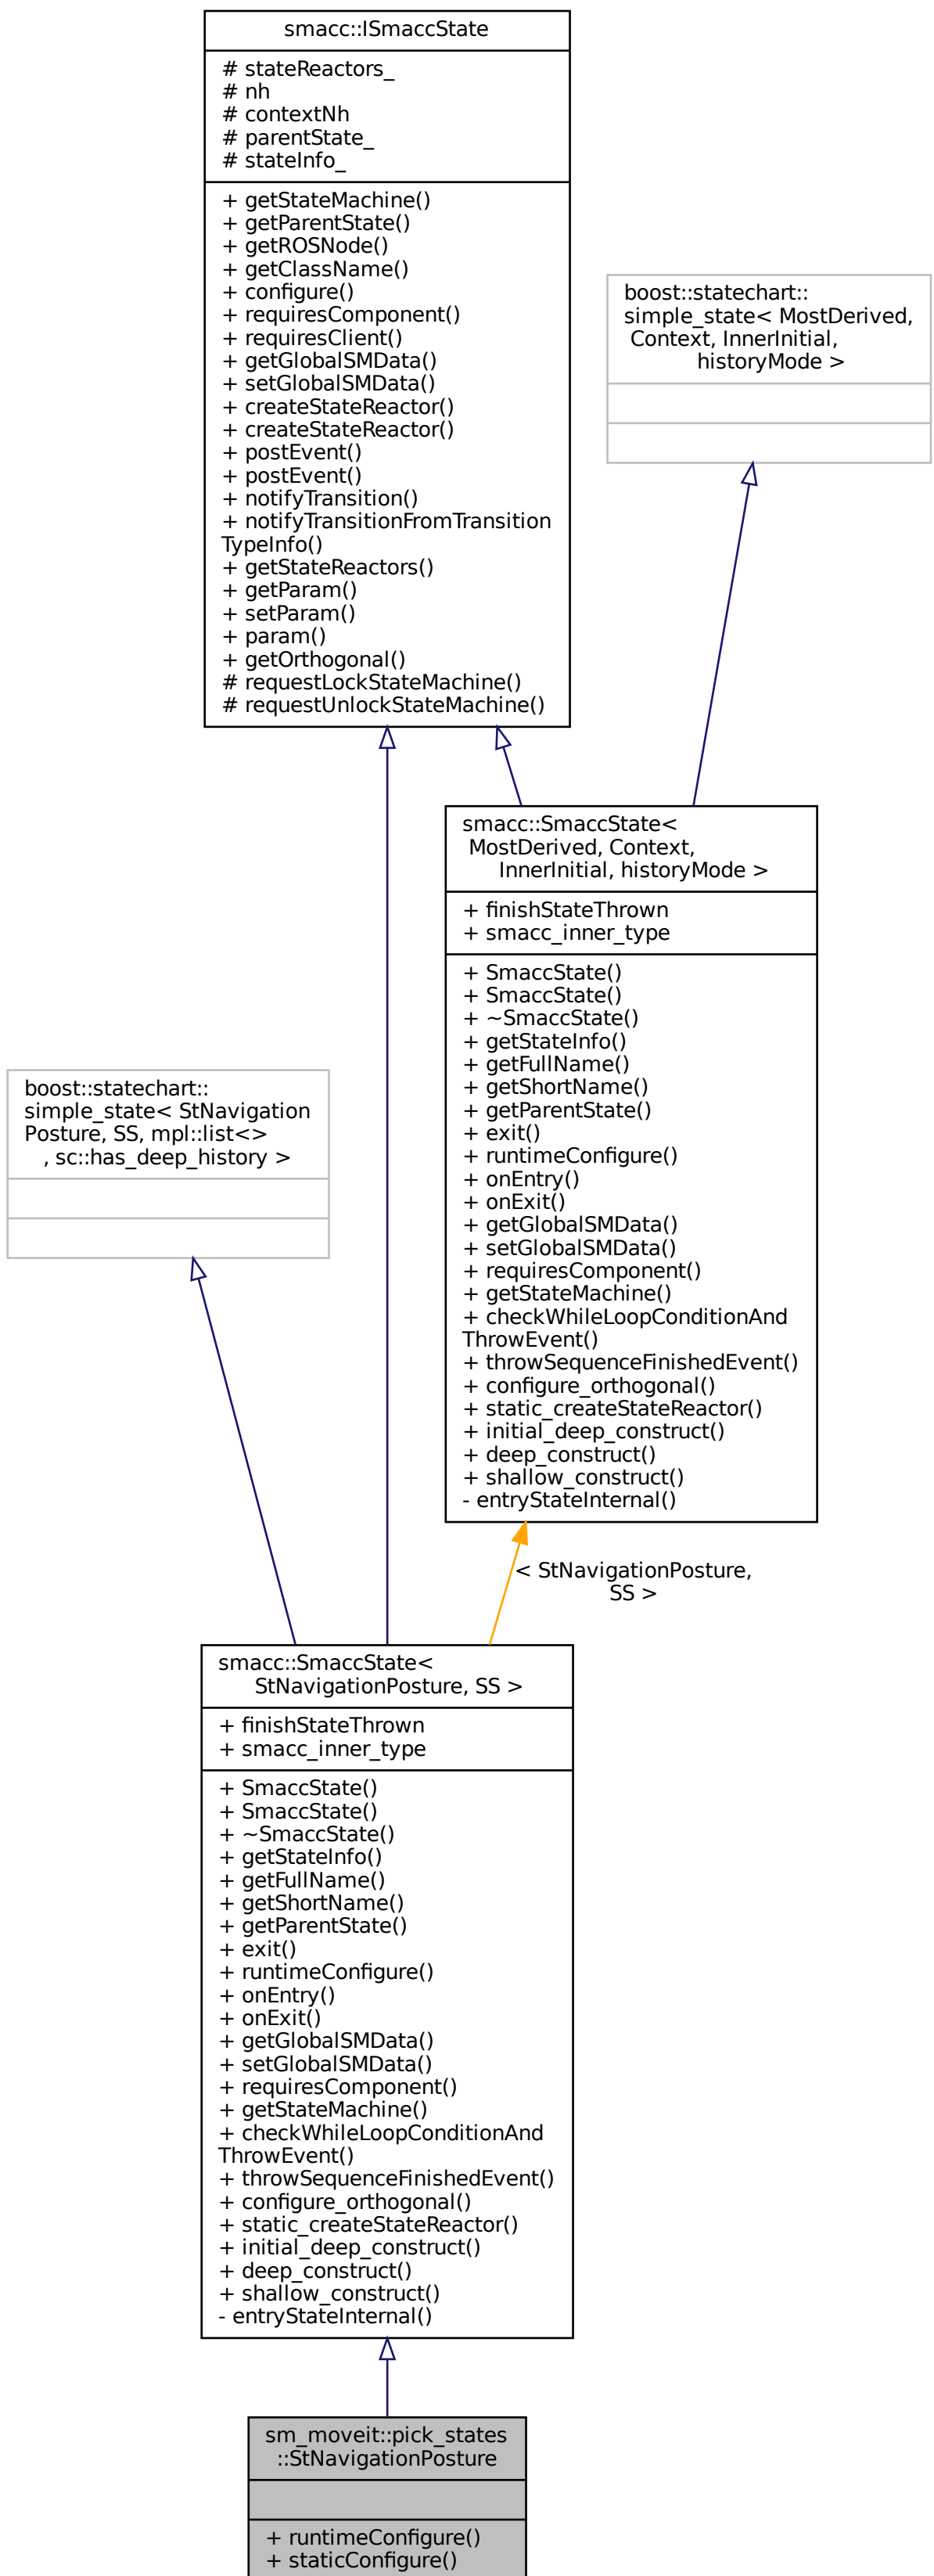 smacc::ISmaccState
# stateReactors_
# nh
# contextNh
# parentState_
# stateInfo_
+ getStateMachine()
+ getParentState()
+ getROSNode()
+ getClassName()
+ configure()
+ requiresComponent()
+ requiresClient()
+ getGlobalSMData()
+ setGlobalSMData()
+ createStateReactor()
+ createStateReactor()
+ postEvent()
+ postEvent()
+ notifyTransition()
+ notifyTransitionFromTransition
TypeInfo()
+ getStateReactors()
+ getParam()
+ setParam()
+ param()
+ getOrthogonal()
# requestLockStateMachine()
# requestUnlockStateMachine()
boost::statechart::
simple_state< MostDerived,
Context, InnerInitial,
historyMode >
smacc::SmaccState<
MostDerived, Context,
InnerInitial, historyMode >
+ finishStateThrown
+ smacc_inner_type
+ SmaccState()
+ SmaccState()
+ ~SmaccState()
+ getStateInfo()
+ getFullName()
+ getShortName()
+ getParentState()
+ exit()
+ runtimeConfigure()
+ onEntry()
+ onExit()
+ getGlobalSMData()
+ setGlobalSMData()
+ requiresComponent()
+ getStateMachine()
+ checkWhileLoopConditionAnd
ThrowEvent()
+ throwSequenceFinishedEvent()
+ configure_orthogonal()
+ static_createStateReactor()
+ initial_deep_construct()
+ deep_construct()
+ shallow_construct()
- entryStateInternal()
boost::statechart::
simple_state< StNavigation
Posture, SS, mpl::list<>
, sc::has_deep_history >
< StNavigationPosture,
SS >
smacc::SmaccState<
StNavigationPosture, SS >
+ finishStateThrown
+ smacc_inner_type
+ SmaccState()
+ SmaccState()
+ ~SmaccState()
+ getStateInfo()
+ getFullName()
+ getShortName()
+ getParentState()
+ exit()
+ runtimeConfigure()
+ onEntry()
+ onExit()
+ getGlobalSMData()
+ setGlobalSMData()
+ requiresComponent()
+ getStateMachine()
+ checkWhileLoopConditionAnd
ThrowEvent()
+ throwSequenceFinishedEvent()
+ configure_orthogonal()
+ static_createStateReactor()
+ initial_deep_construct()
+ deep_construct()
+ shallow_construct()
- entryStateInternal()
sm_moveit::pick_states
::StNavigationPosture
+ runtimeConfigure()
+ staticConfigure()